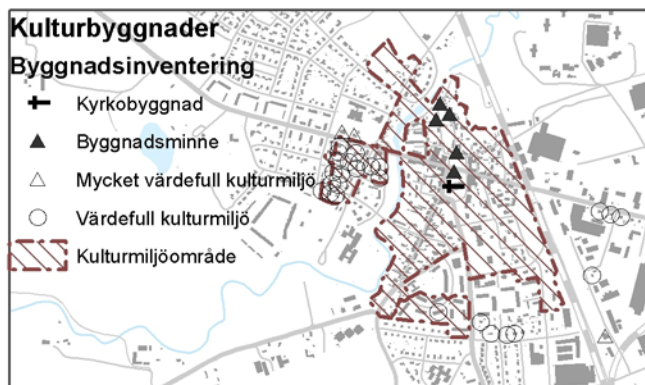 Kulturbyggnader
Byggnadsinventering
Kyrkobyggnad
Byggnadsminne
Mycket värdefull kulturmiljö
Värdefull kulturmiljö
Kulturmiljöområde